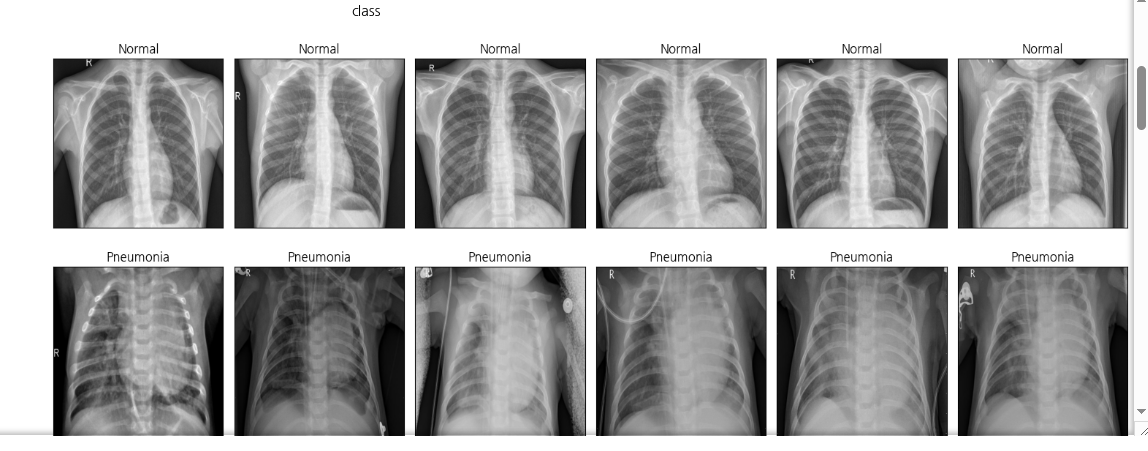 class
Normal Normal Normal Normal Normal Normal
R R R R R
Pneumonia Pneumonia Pneumonia Pneumonia Pneumonia Pneumonia
R R R R
R